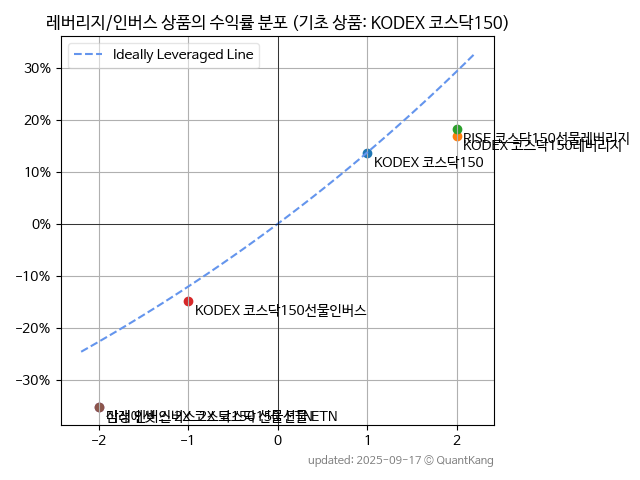 레버리지/인버스 상품의 수익률 분포 (기초 상품: KODEX 코스닥150)
Ideally Leveraged Line
30%
20%
10%
0%
−10%
−20%
−30%
RISE 코스닥150선물레버리지
KODEX 코스닥150레버리지
KODEX 코스닥150
KODEX 코스닥150선물인버스
−2
−1
0
1
2
updated: 2025-09-17 © QuantKang